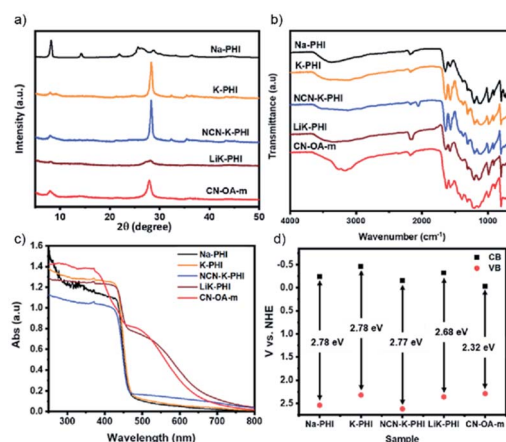 a)
Intensity (a.u.)
Na-PHI
K-PHI
NCN-K-PHI
LiK-PHI
CN-OA-m
10 20 30 40 50
2θ (degree)
b)
Transmittance (a.u)
Na-PHI
K-PHI
NCN-K-PHI
LiK-PHI
CN-OA-m
4000 3000 2000 1000
Wavenumber (cm⁻¹)
c)
Abs (a.u)
1.6
1.4
1.2
1.0
0.8
0.6
0.4
0.2
0.0
Na-PHI
K-PHI
NCN-K-PHI
LiK-PHI
CN-OA-m
300 400 500 600 700 800
Wavelength (nm)
d)
V vs. NHE
-0.5
0.0
0.5
1.0
1.5
2.0
2.5
CB
VB
2.78 eV
2.78 eV
2.77 eV
2.68 eV
2.32 eV
Na-PHI K-PHI NCN-K-PHI LiK-PHI CN-OA-m
Sample